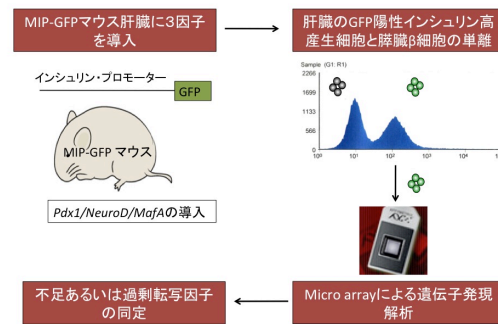 MIP-GFPマウス肝臓に3因子
を導入
肝臓のGFP陽性インシュリン高
産生細胞と膵臓β細胞の単離
インシュリン・プロモーター
GFP
MIP-GFP マウス
Pdx1/NeuroD/MafAの導入
Sample (G1: R1)
2266
1699
1133
566
0
10⁰ 10¹ 10² 10³ 10⁴
不足あるいは過剰転写因子
の同定
Micro arrayによる遺伝子発現
解析